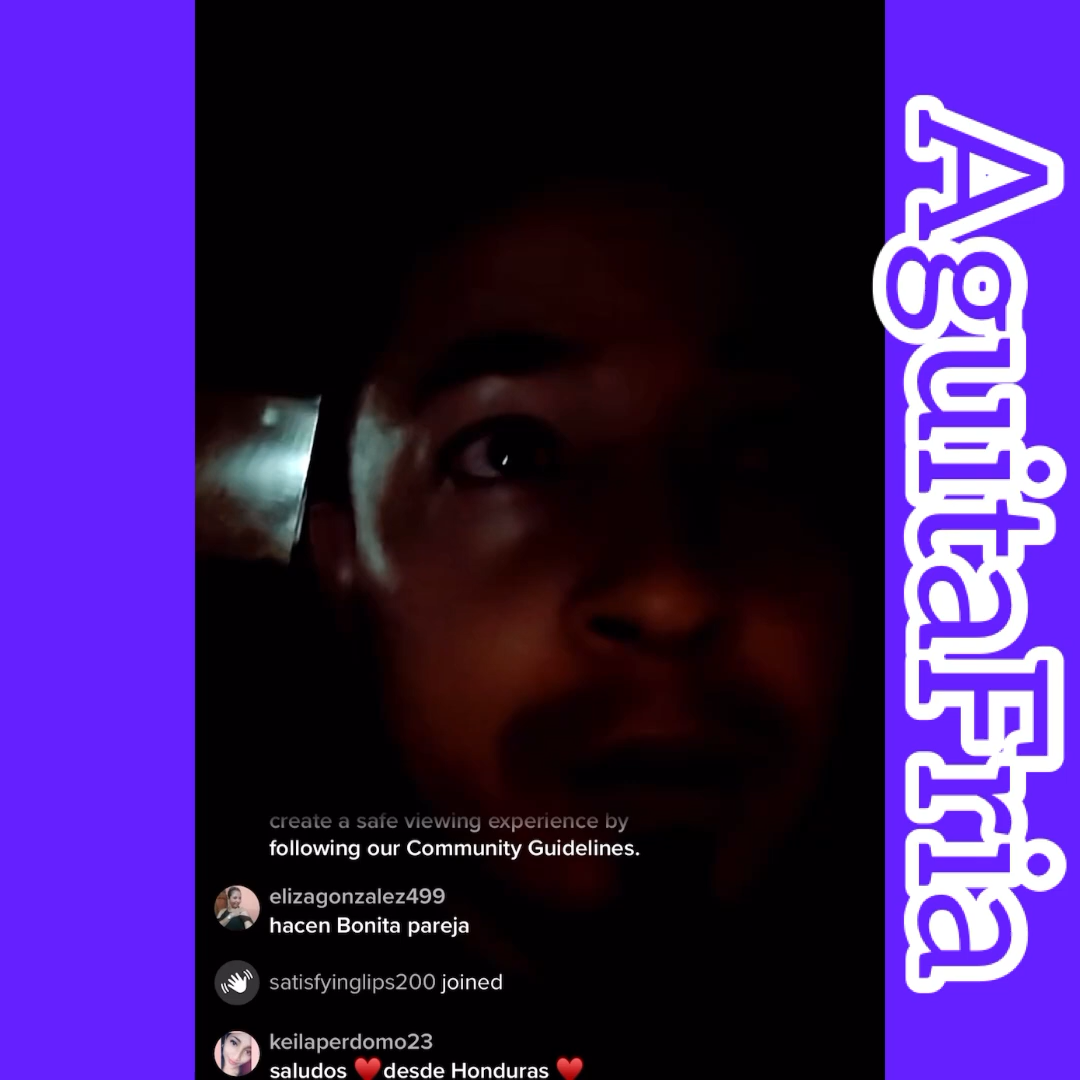 create a safe viewing experience by
following our Community Guidelines.
elizagonzalez499
hacen Bonita pareja
satisfyinglips200 joined
keilaperdomo23
saludos ♥️desde Honduras ♥️
AguitaFria